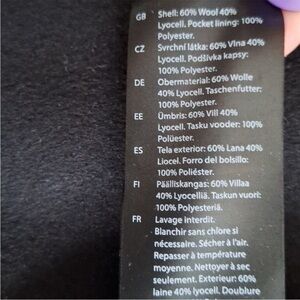 GB Shell: 60% Wool 40%
Lyocell. Pocket lining: 100%
Polyester.
CZ Svrchní látka: 60% Vlna 40%
Lyocell. Podšívka kapsy:
100% Polyester.
DE Obermaterial: 60% Wolle
40% Lyocell. Taschenfutter:
100% Polyester.
EE Ümbris: 60% Vill 40%
Lyocell. Tasku vooder: 100%
Polüester.
ES Tela exterior: 60% Lana 40%
Liocel. Forro del bolsillo:
100% Poliéster.
FI Päälliskangas: 60% Villaa
40% Lyocelliä. Taskun vuori:
100% Polyesteriä.
FR Lavage interdit.
Blanchir sans chlore si
nécessaire. Sécher à l'air.
Repasser à température
moyenne. Nettoyer à sec
seulement. Exterieur: 60%
laine 40% lyocell. Doublure